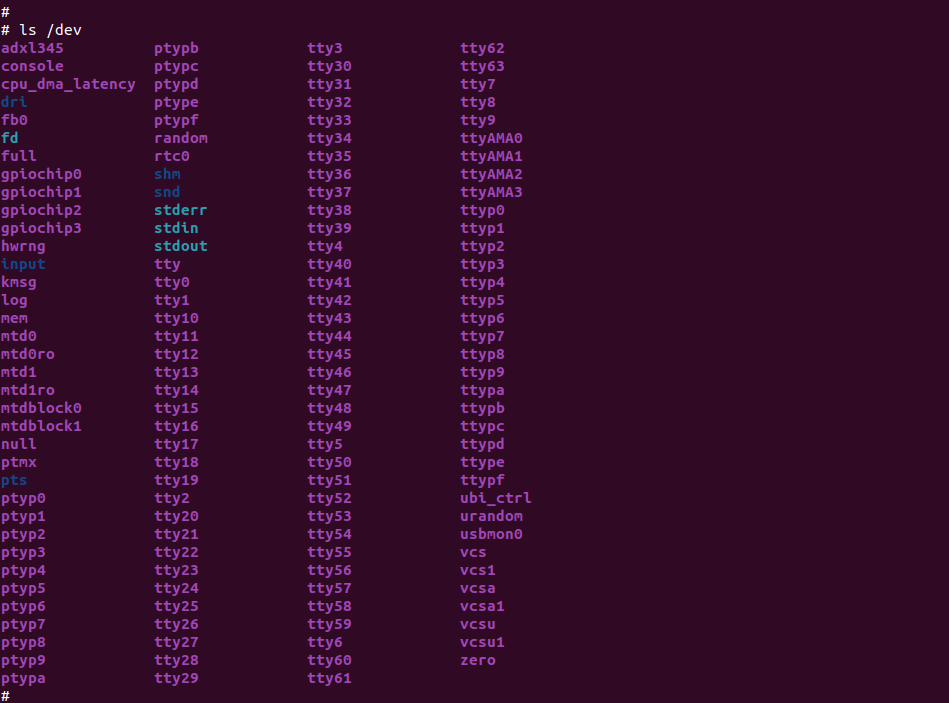 #
# ls /dev
adxl345 ptypb tty3 tty62
console ptypc tty30 tty63
cpu_dma_latency ptypd tty31 tty7
dri ptype tty32 tty8
fb0 ptypf tty33 tty9
fd random tty34 ttyAMA0
full rtc0 tty35 ttyAMA1
gpiochip0 shm tty36 ttyAMA2
gpiochip1 snd tty37 ttyAMA3
gpiochip2 stderr tty38 ttyp0
gpiochip3 stdin tty39 ttyp1
hwrng stdout tty4 ttyp2
input tty tty40 ttyp3
kmsg tty0 tty41 ttyp4
log tty1 tty42 ttyp5
mem tty10 tty43 ttyp6
mtd0 tty11 tty44 ttyp7
mtd0ro tty12 tty45 ttyp8
mtd1 tty13 tty46 ttyp9
mtd1ro tty14 tty47 ttypa
mtdblock0 tty15 tty48 ttypb
mtdblock1 tty16 tty49 ttypc
null tty17 tty5 ttypd
ptmx tty18 tty50 ttype
pts tty19 tty51 ttypf
ptyp0 tty2 tty52 ubi_ctrl
ptyp1 tty20 tty53 urandom
ptyp2 tty21 tty54 usbmon0
ptyp3 tty22 tty55 vcs
ptyp4 tty23 tty56 vcs1
ptyp5 tty24 tty57 vcsa
ptyp6 tty25 tty58 vcsa1
ptyp7 tty26 tty59 vcsu
ptyp8 tty27 tty6 vcsu1
ptyp9 tty28 tty60 zero
ptypa tty29 tty61
#